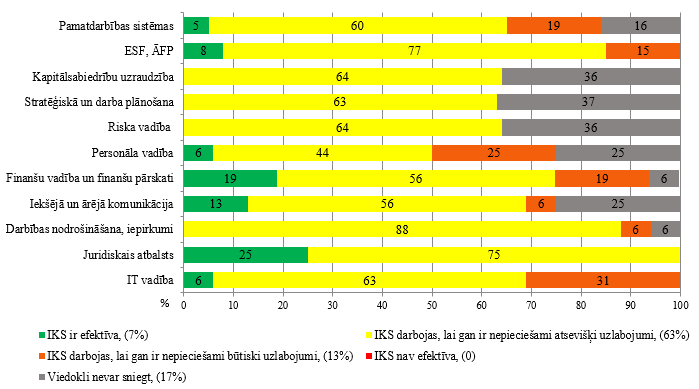 Pamatdarbības sistēmas 5 60 19 16
ESF, ĀFP 8 77 15
Kapitālsabiedrību uzraudzība 64 36
Stratēģiskā un darba plānošana 63 37
Riska vadība 64 36
Personāla vadība 6 44 25 25
Finanšu vadība un finanšu pārskati 19 56 19 6
Iekšējā un ārējā komunikācija 13 56 6 25
Darbības nodrošināšana, iepirkumi 88 6 6
Juridiskais atbalsts 25 75
IT vadība 6 63 31
% 0 10 20 30 40 50 60 70 80 90 100
IKS ir efektīva, (7%) IKS darbojas, lai gan ir nepieciešami atsevišķi uzlabojumi, (63%)
IKS darbojas, lai gan ir nepieciešami būtiski uzlabojumi, (13%) IKS nav efektīva, (0)
Viedokli nevar sniegt, (17%)